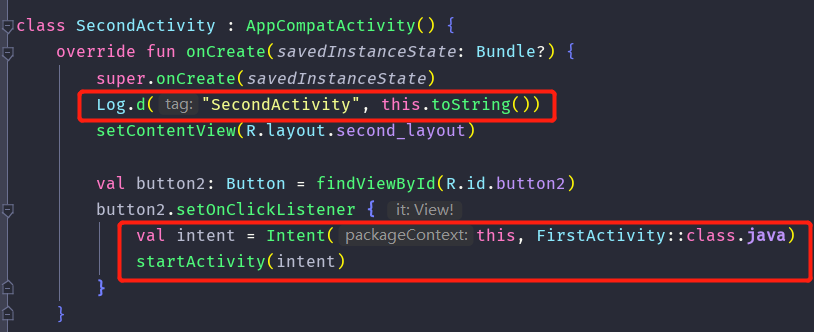 class SecondActivity : AppCompatActivity() {
override fun onCreate(savedInstanceState: Bundle?) {
super.onCreate(savedInstanceState)
Log.d( tag: "SecondActivity", this.toString())
setContentView(R.layout.second_layout)
val button2: Button = findViewById(R.id.button2)
button2.setOnClickListener { it: View!
val intent = Intent( packageContext: this, FirstActivity::class.java)
startActivity(intent)
}
}